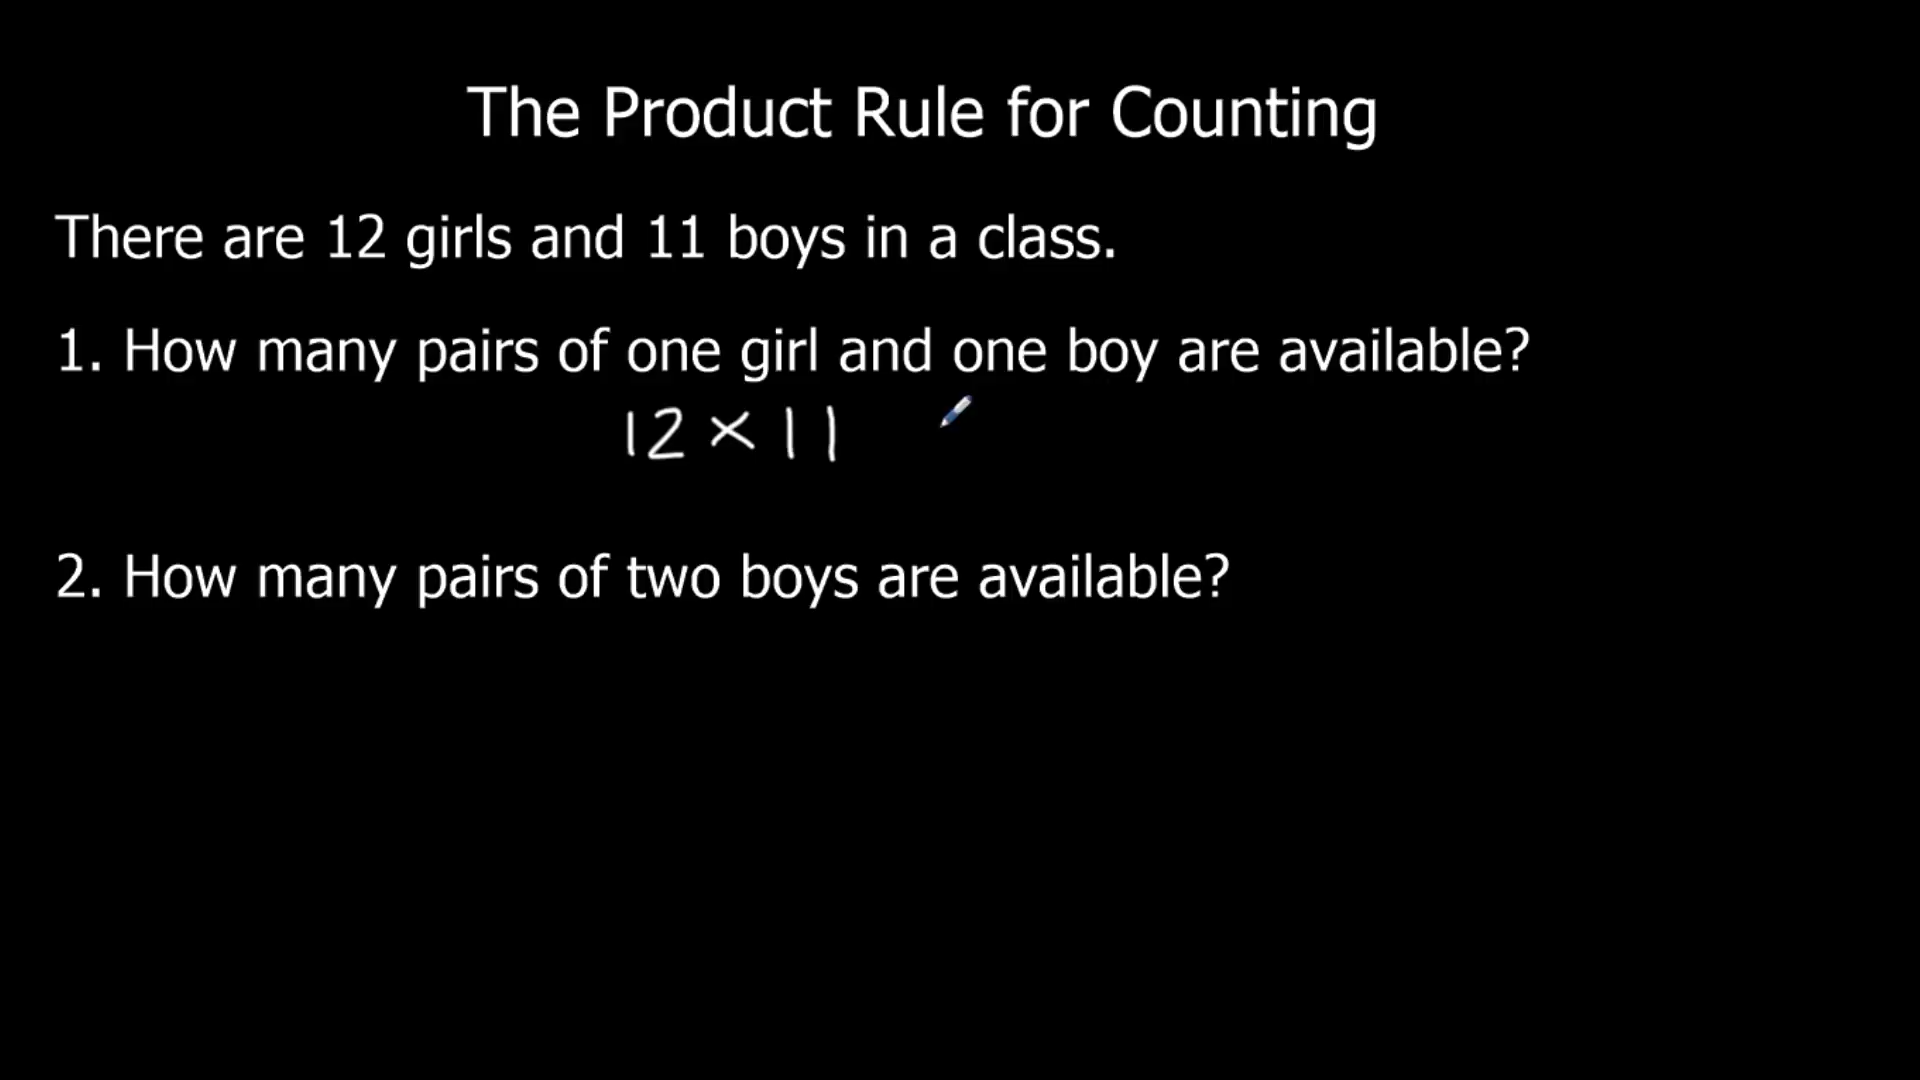 The Product Rule for Counting
There are 12 girls and 11 boys in a class.
1. How many pairs of one girl and one boy are available?
12 × 11
2. How many pairs of two boys are available?